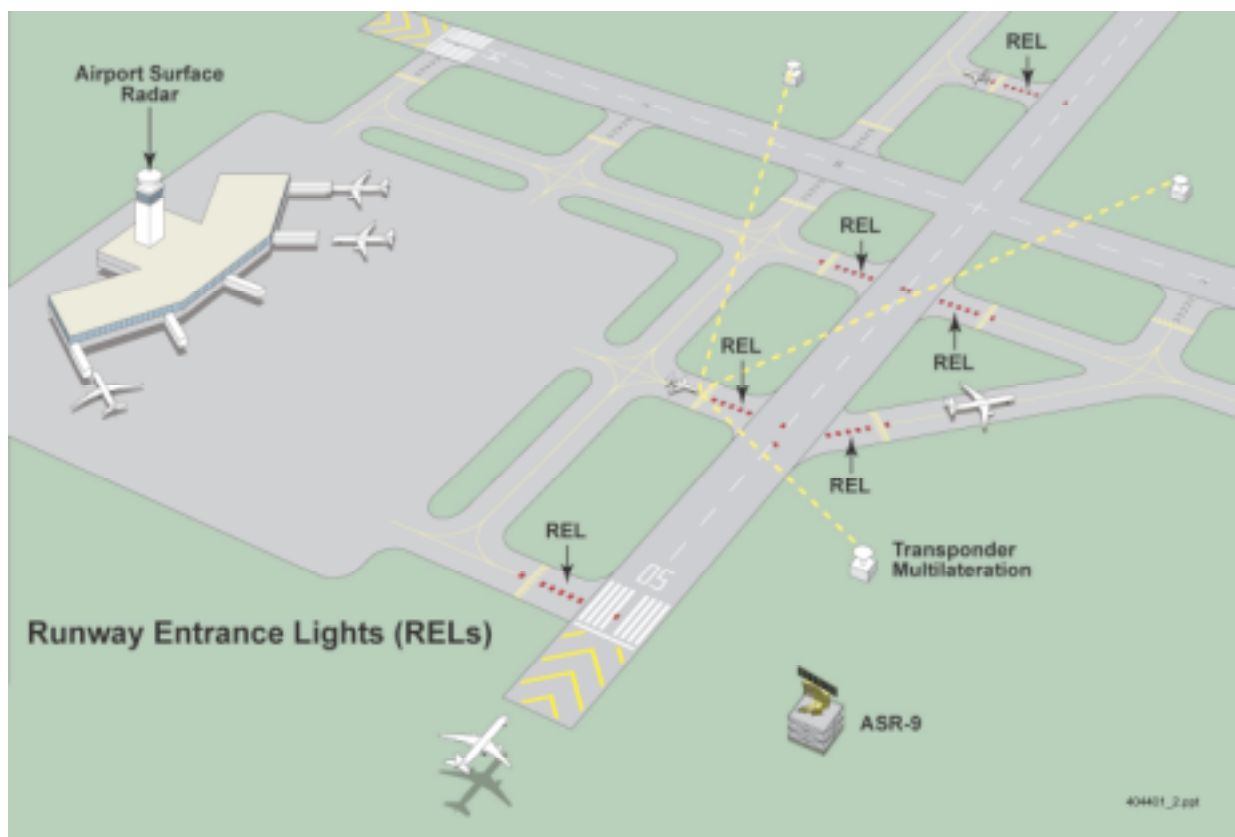 REL
Airport Surface
Radar
REL
REL
REL
REL
REL
Transponder
Multilateration
Runway Entrance Lights (RELs)
ASR-9
404401_2.ppt